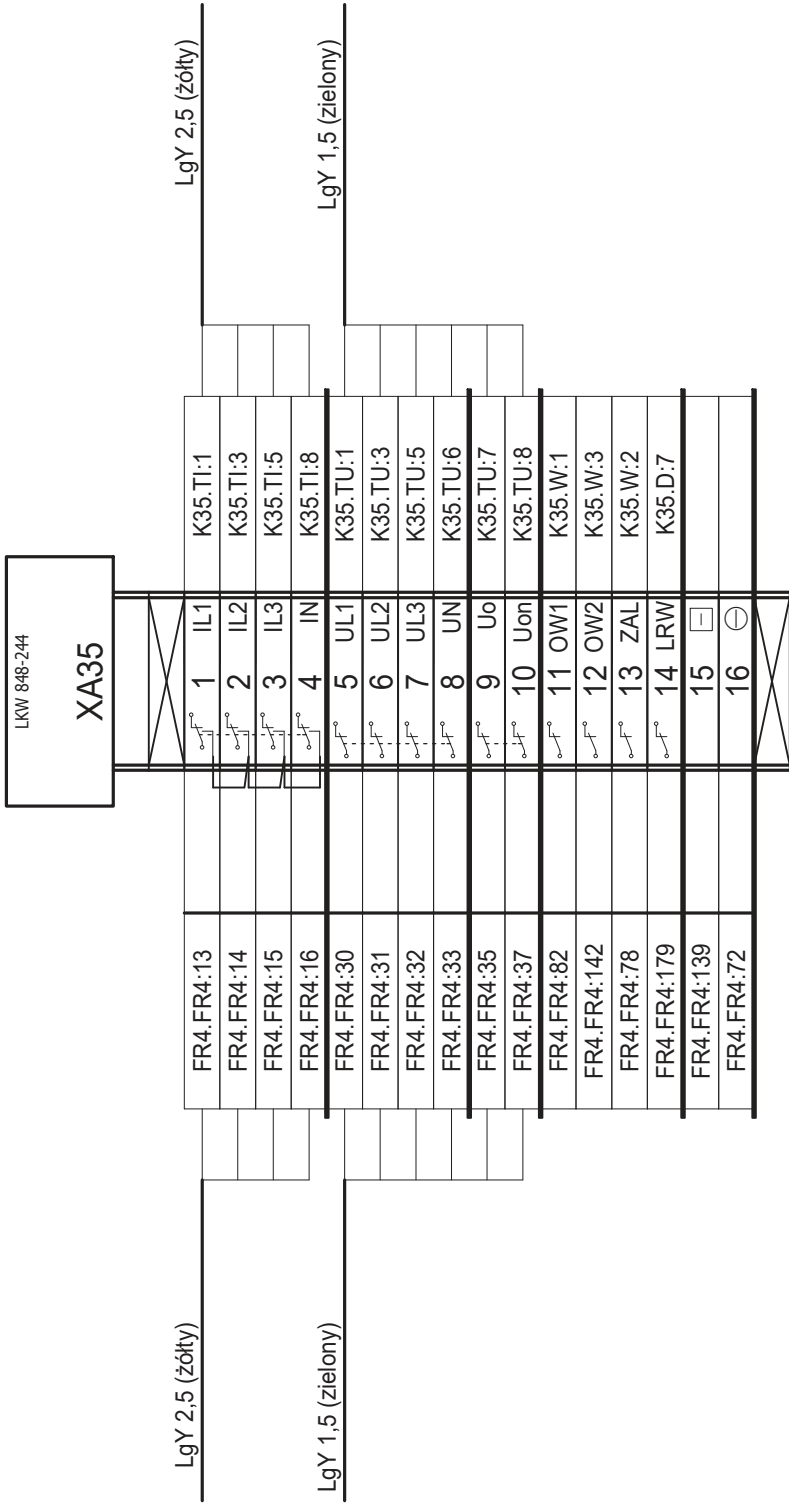 LKW 848-244
XA35
LgY 2,5 (żółty)
LgY 2,5 (żółty)
LgY 1,5 (zielony)
LgY 1,5 (zielony)
FR4.FR4:13 1 IL1 K35.TI:1
FR4.FR4:14 2 IL2 K35.TI:3
FR4.FR4:15 3 IL3 K35.TI:5
FR4.FR4:16 4 IN K35.TI:8
FR4.FR4:30 5 UL1 K35.TU:1
FR4.FR4:31 6 UL2 K35.TU:3
FR4.FR4:32 7 UL3 K35.TU:5
FR4.FR4:33 8 UN K35.TU:6
FR4.FR4:35 9 Uo K35.TU:7
FR4.FR4:37 10 Uon K35.TU:8
FR4.FR4:82 11 OW1 K35.W:1
FR4.FR4:142 12 OW2 K35.W:3
FR4.FR4:78 13 ZAL K35.W:2
FR4.FR4:179 14 LRW K35.D:7
FR4.FR4:139 15
FR4.FR4:72 16